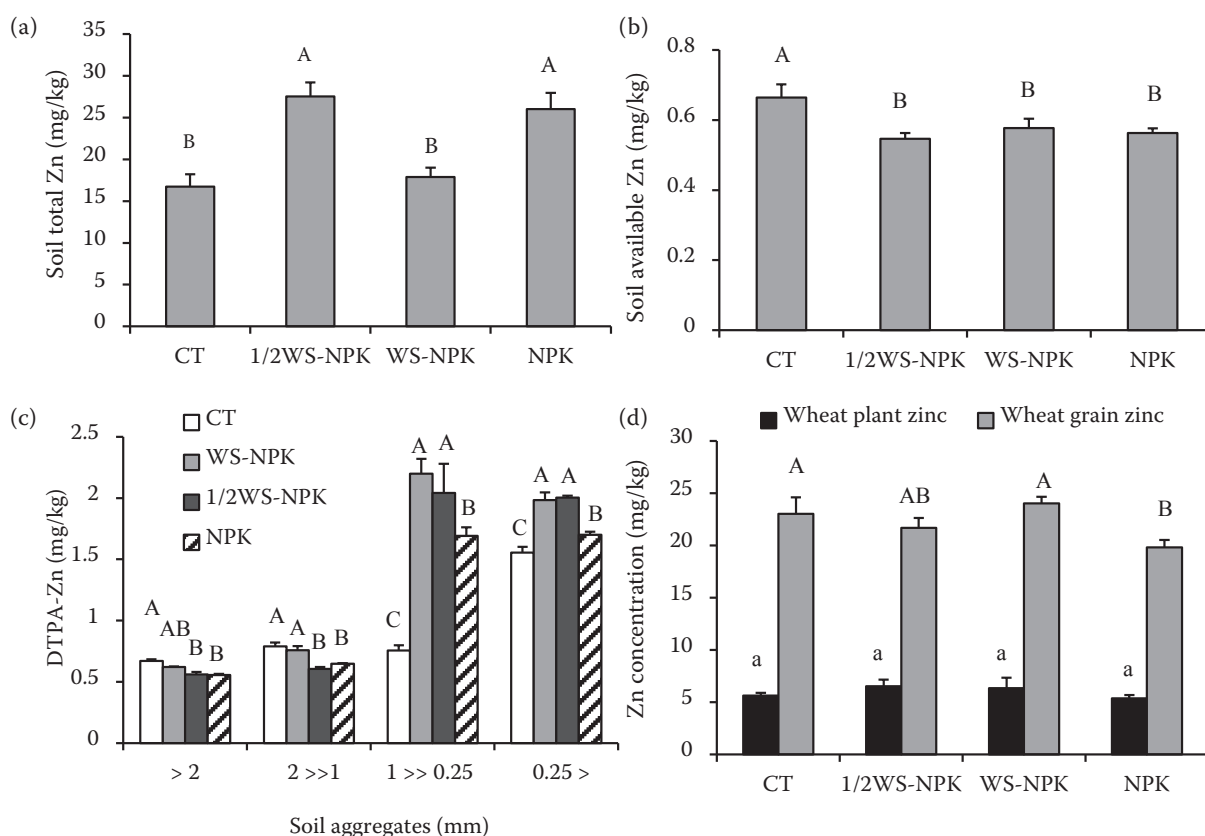 (a)
Soil total Zn (mg/kg)
35
30
25
20
15
10
5
0
B
A
B
A
CT
1/2WS-NPK
WS-NPK
NPK
(b)
Soil available Zn (mg/kg)
0.8
0.6
0.4
0.2
0
A
B
B
B
CT
1/2WS-NPK
WS-NPK
NPK
(c)
CT
WS-NPK
1/2WS-NPK
NPK
DTPA-Zn (mg/kg)
2.5
2
1.5
1
0.5
0
A
AB
B
B
A
A
B
B
C
A
A
B
C
A
A
B
> 2
2 >>1
1 >> 0.25
0.25 >
Soil aggregates (mm)
(d)
Wheat plant zinc
Wheat grain zinc
Zn concentration (mg/kg)
30
25
20
15
10
5
0
a
A
a
AB
a
A
a
B
CT
1/2WS-NPK
WS-NPK
NPK